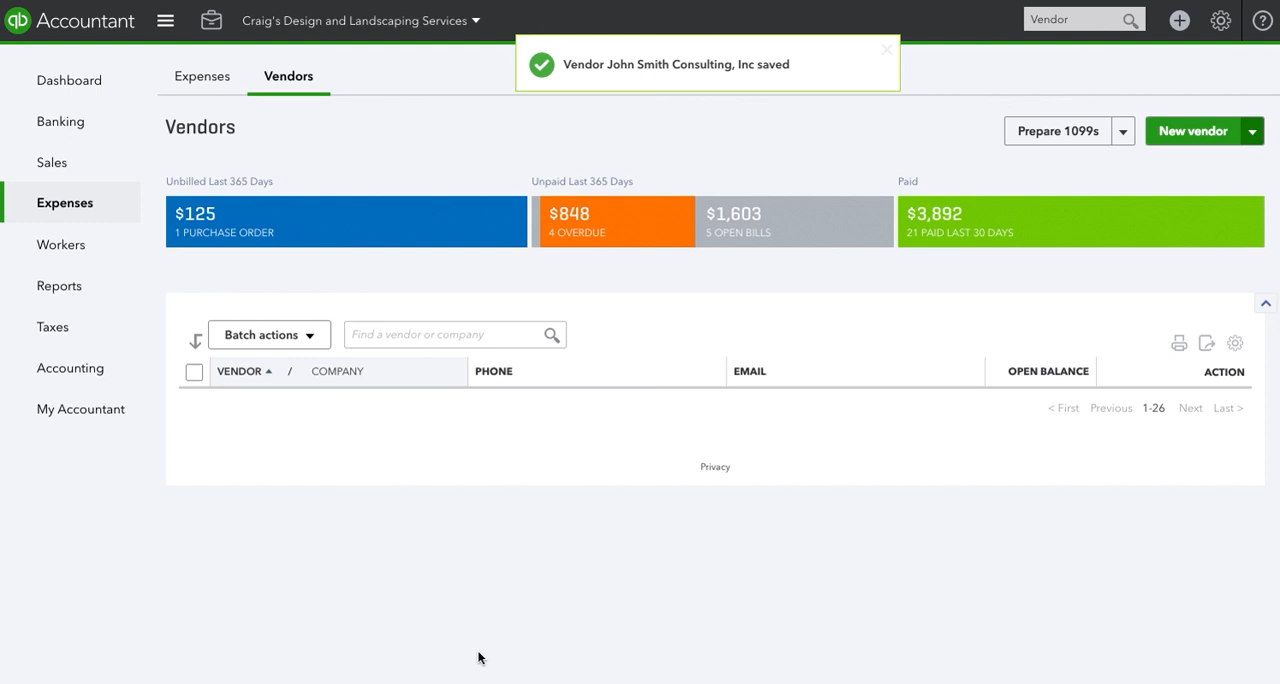 qb Accountant
Craig's Design and Landscaping Services
Vendor
Vendor John Smith Consulting, Inc saved
Dashboard
Banking
Sales
Expenses
Workers
Reports
Taxes
Accounting
My Accountant
Expenses Vendors
Vendors
Prepare 1099s
New vendor
Unbilled Last 365 Days
Unpaid Last 365 Days
Paid
$125
1 PURCHASE ORDER
$848
4 OVERDUE
$1,603
5 OPEN BILLS
$3,892
21 PAID LAST 30 DAYS
Batch actions
Find a vendor or company
VENDOR / COMPANY PHONE EMAIL OPEN BALANCE ACTION
< First Previous 1-26 Next Last >
Privacy